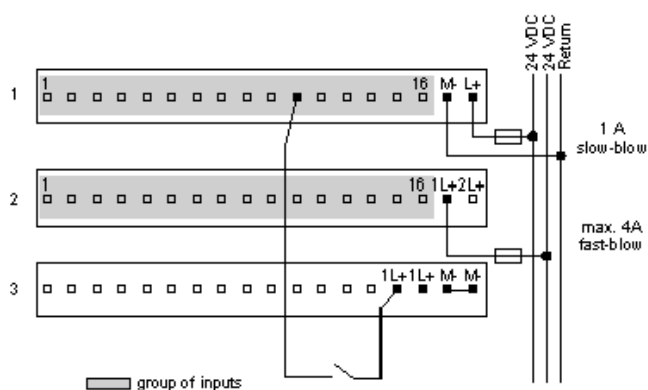 24 VDC
24 VDC
Return
1 16 M- L+
1
1 A
slow-blow
1 16 1L+2L+
2
max. 4A
fast-blow
1L+ 1L+ M- M-
3
group of inputs